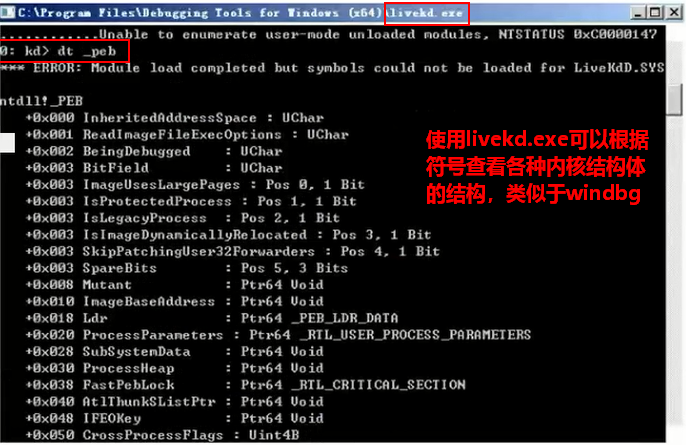 C:\Program Files\Debugging Tools for Windows (x64)\livekd.exe
............Unable to enumerate user-mode unloaded modules, NTSTATUS 0xC0000147
0: kd> dt _peb
*** ERROR: Module load completed but symbols could not be loaded for LiveKdD.SYS
ntdll!_PEB
+0x000 InheritedAddressSpace : UChar
+0x001 ReadImageFileExecOptions : UChar
+0x002 BeingDebugged : UChar
+0x003 BitField : UChar
+0x003 ImageUsesLargePages : Pos 0, 1 Bit
+0x003 IsProtectedProcess : Pos 1, 1 Bit
+0x003 IsLegacyProcess : Pos 2, 1 Bit
+0x003 IsImageDynamicallyRelocated : Pos 3, 1 Bit
+0x003 SkipPatchingUser32Forwarders : Pos 4, 1 Bit
+0x003 SpareBits : Pos 5, 3 Bits
+0x008 Mutant : Ptr64 Void
+0x010 ImageBaseAddress : Ptr64 Void
+0x018 Ldr : Ptr64 _PEB_LDR_DATA
+0x020 ProcessParameters : Ptr64 _RTL_USER_PROCESS_PARAMETERS
+0x028 SubSystemData : Ptr64 Void
+0x030 ProcessHeap : Ptr64 Void
+0x038 FastPebLock : Ptr64 _RTL_CRITICAL_SECTION
+0x040 AtlThunkSListPtr : Ptr64 Void
+0x048 IFEOKey : Ptr64 Void
+0x050 CrossProcessFlags : Uint4B
使用livekd.exe可以根据
符号查看各种内核结构体
的结构，类似于windbg